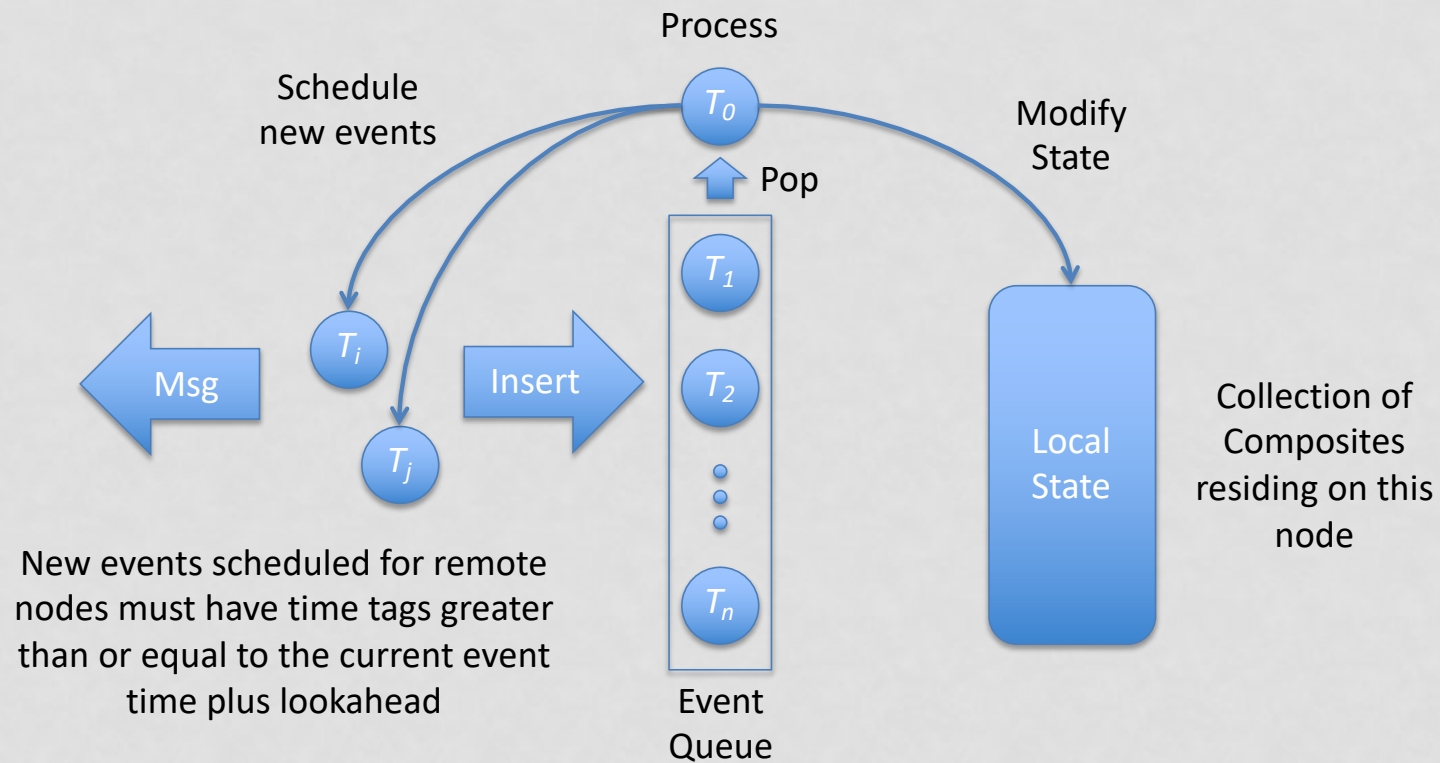 Process
Schedule
new events
T0
Modify
State
Pop
T1
Ti
Msg
Insert
T2
Tj
Local
State
Collection of
Composites
residing on this
node
New events scheduled for remote
nodes must have time tags greater
than or equal to the current event
time plus lookahead
Tn
Event
Queue